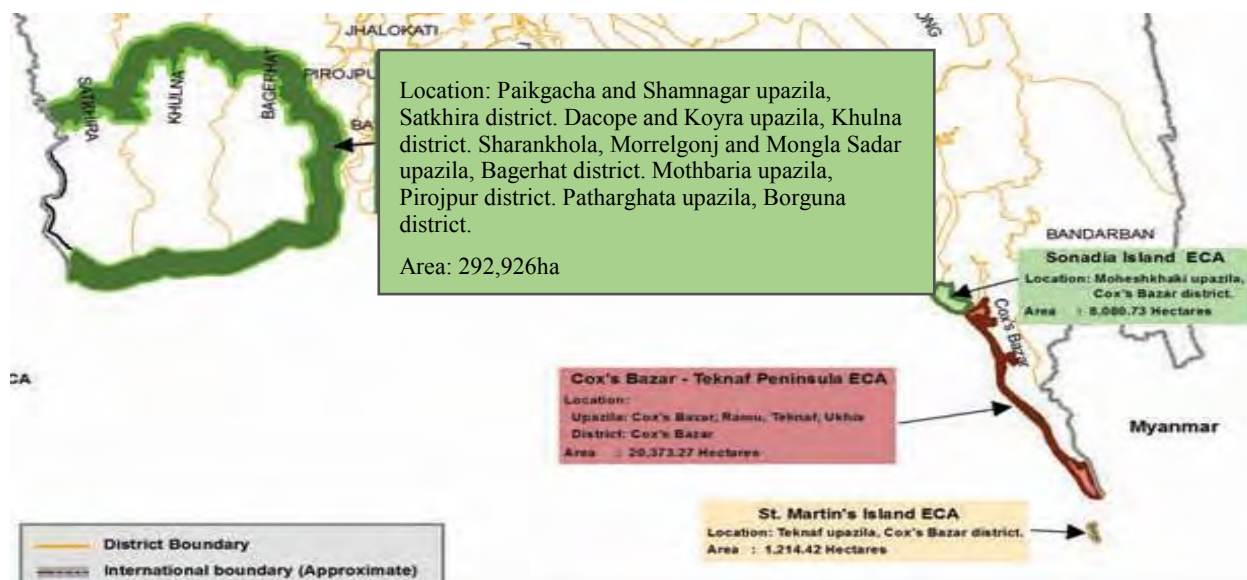 JHALOKATI
ONG
SATKHIRA
KHULNA
BAGERHAT
PIROJPU
BA
Location: Paikgacha and Shamnagar upazila,
Satkhira district. Dacope and Koyra upazila, Khulna
district. Sharankhola, Morrelgonj and Mongla Sadar
upazila, Bagerhat district. Mothbaria upazila,
Pirojpur district. Patharghata upazila, Borguna
district.
Area: 292,926ha
BANDARBAN
Sonadia Island ECA
Location: Moheshkhaki upazila,
Cox's Bazar district.
Area : 8,080.73 Hectares
Cox's Bazar
CA
Cox's Bazar - Teknaf Peninsula ECA
Location:
Upazila: Cox's Bazar, Ramu, Teknaf, Ukhia
District: Cox's Bazar
Area : 20,373.27 Hectares
Myanmar
St. Martin's Island ECA
Location: Teknaf upazila, Cox's Bazar district.
Area : 1,214.42 Hectares
District Boundary
International boundary (Approximate)